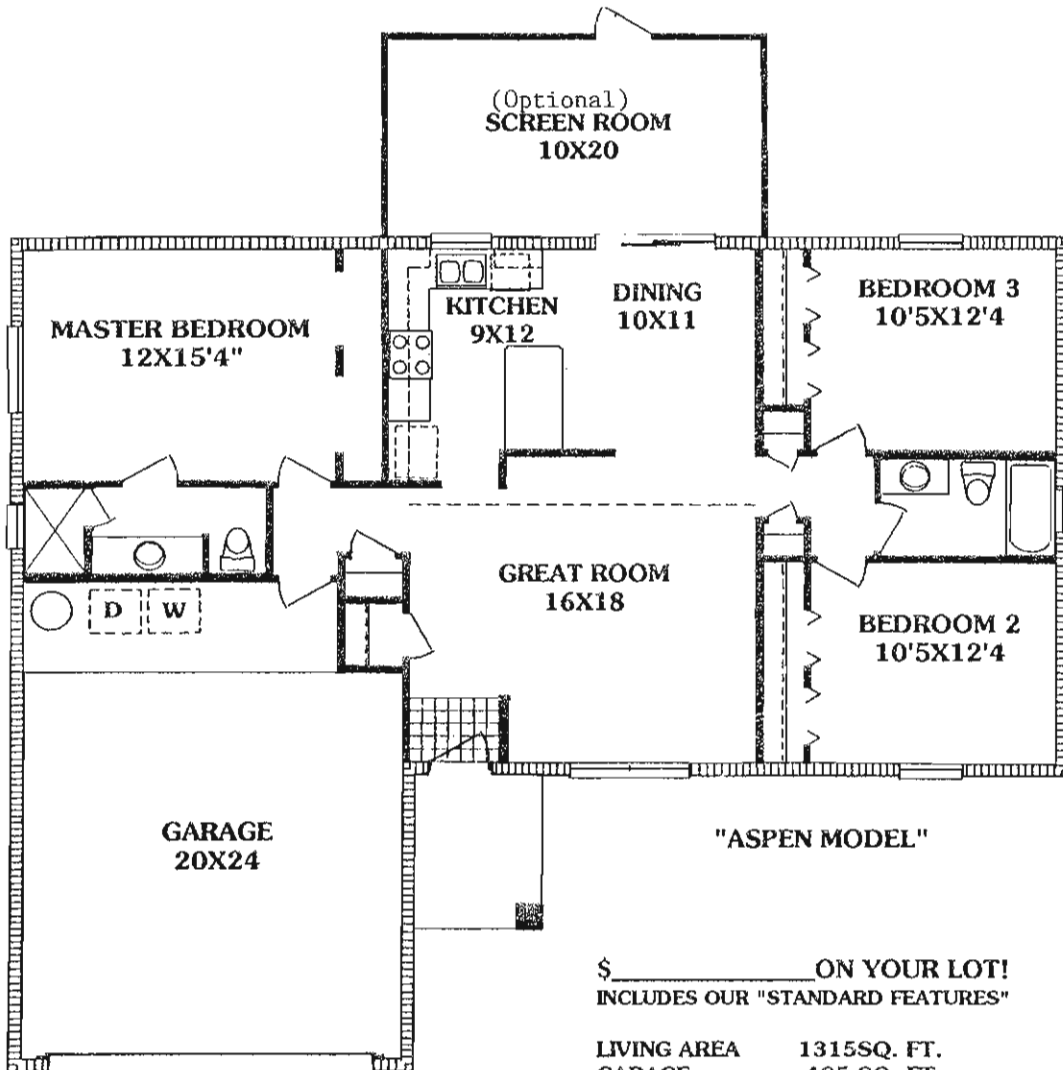 (Optional)
SCREEN ROOM
10X20
MASTER BEDROOM
12X15'4"
KITCHEN
9X12
DINING
10X11
BEDROOM 3
10'5X12'4
GREAT ROOM
16X18
D W
BEDROOM 2
10'5X12'4
GARAGE
20X24
"ASPEN MODEL"
$ ON YOUR LOT!
INCLUDES OUR "STANDARD FEATURES"
LIVING AREA 1315SQ. FT.